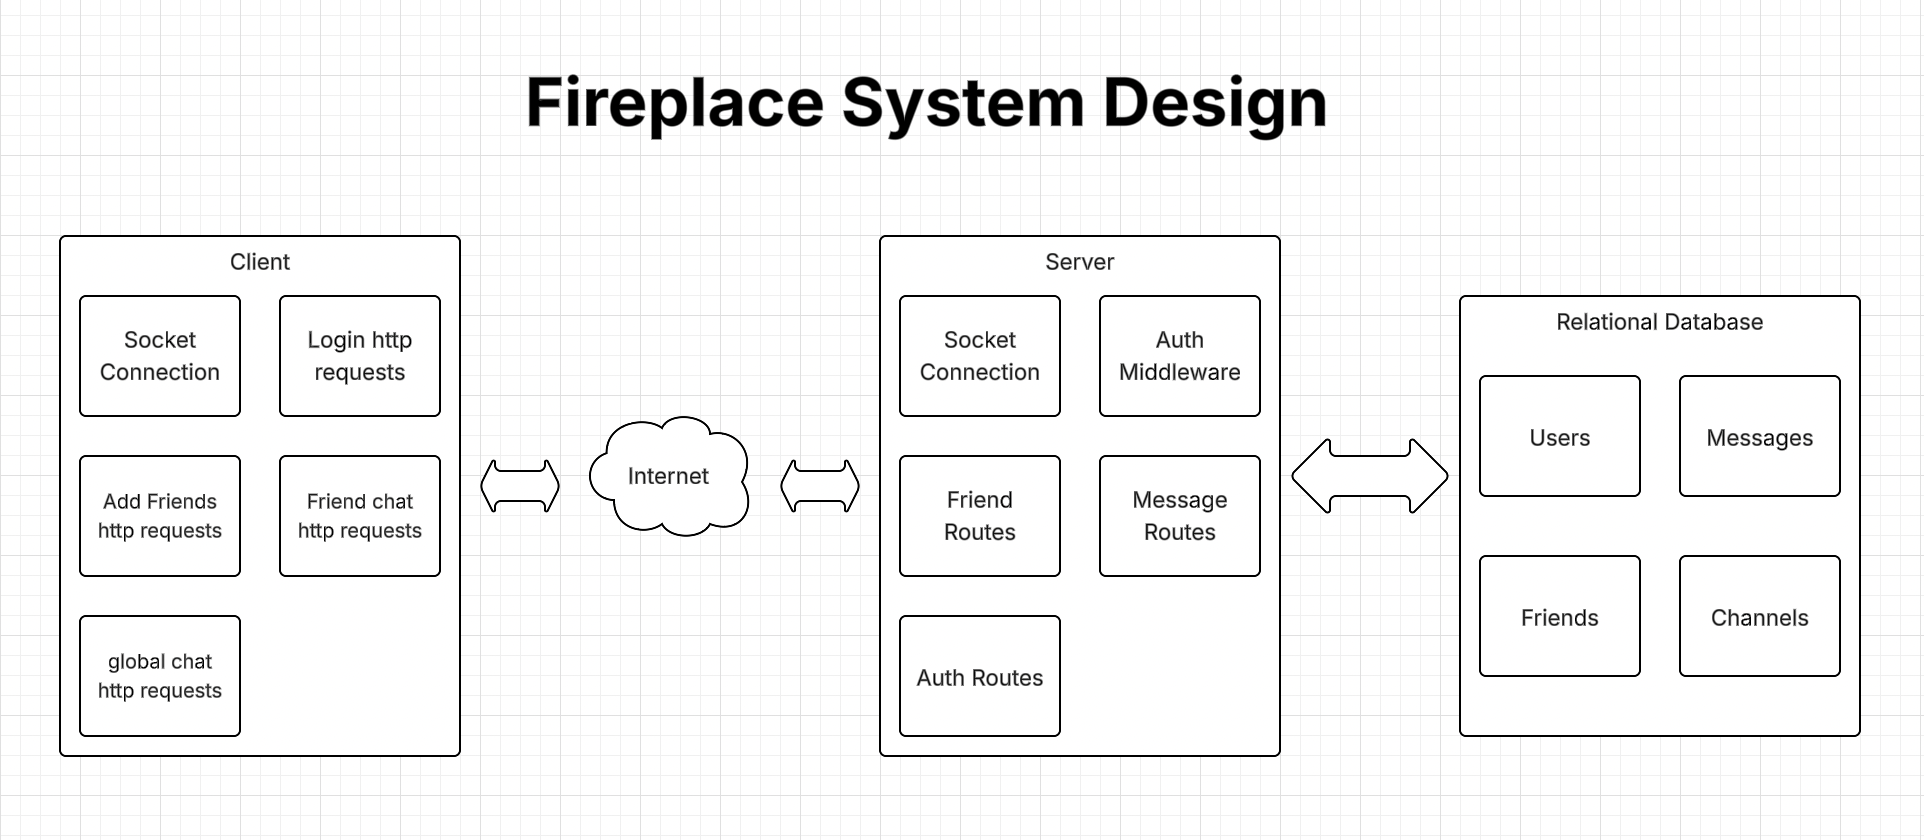 Fireplace System Design
Client
Socket
Connection
Login http
requests
Add Friends
http requests
Friend chat
http requests
global chat
http requests
Internet
Server
Socket
Connection
Auth
Middleware
Friend
Routes
Message
Routes
Auth Routes
Relational Database
Users
Messages
Friends
Channels